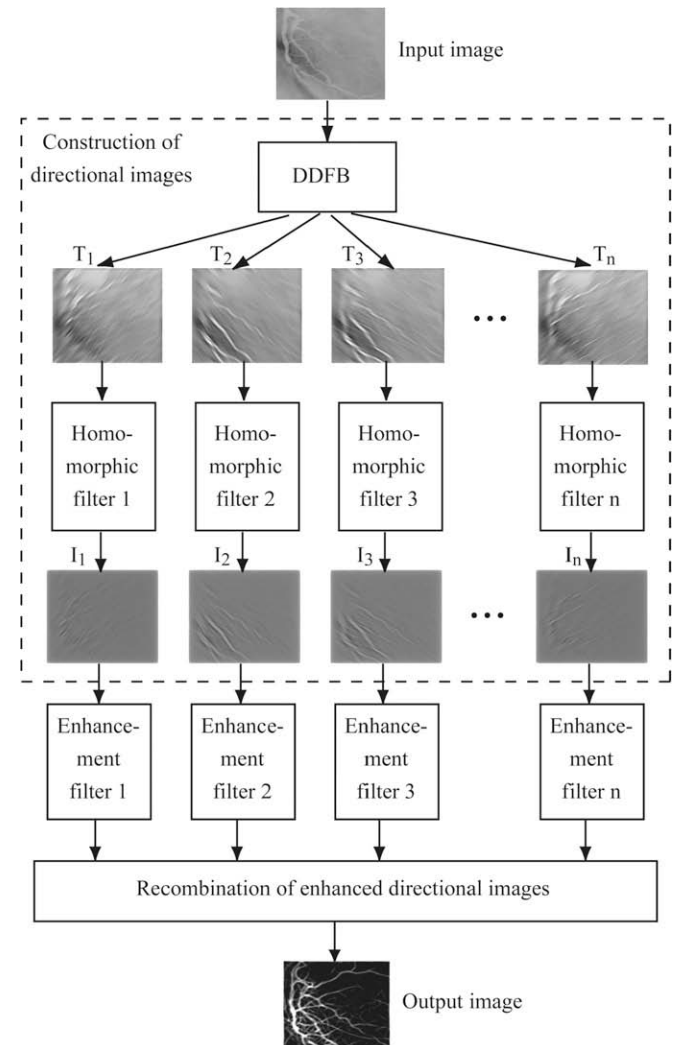 Input image
Construction of
directional images
DDFB
T1
T2
T3
Tn
Homo-
morphic
filter 1
Homo-
morphic
filter 2
Homo-
morphic
filter 3
Homo-
morphic
filter n
I1
I2
I3
In
Enhance-
ment
filter 1
Enhance-
ment
filter 2
Enhance-
ment
filter 3
Enhance-
ment
filter n
Recombination of enhanced directional images
Output image